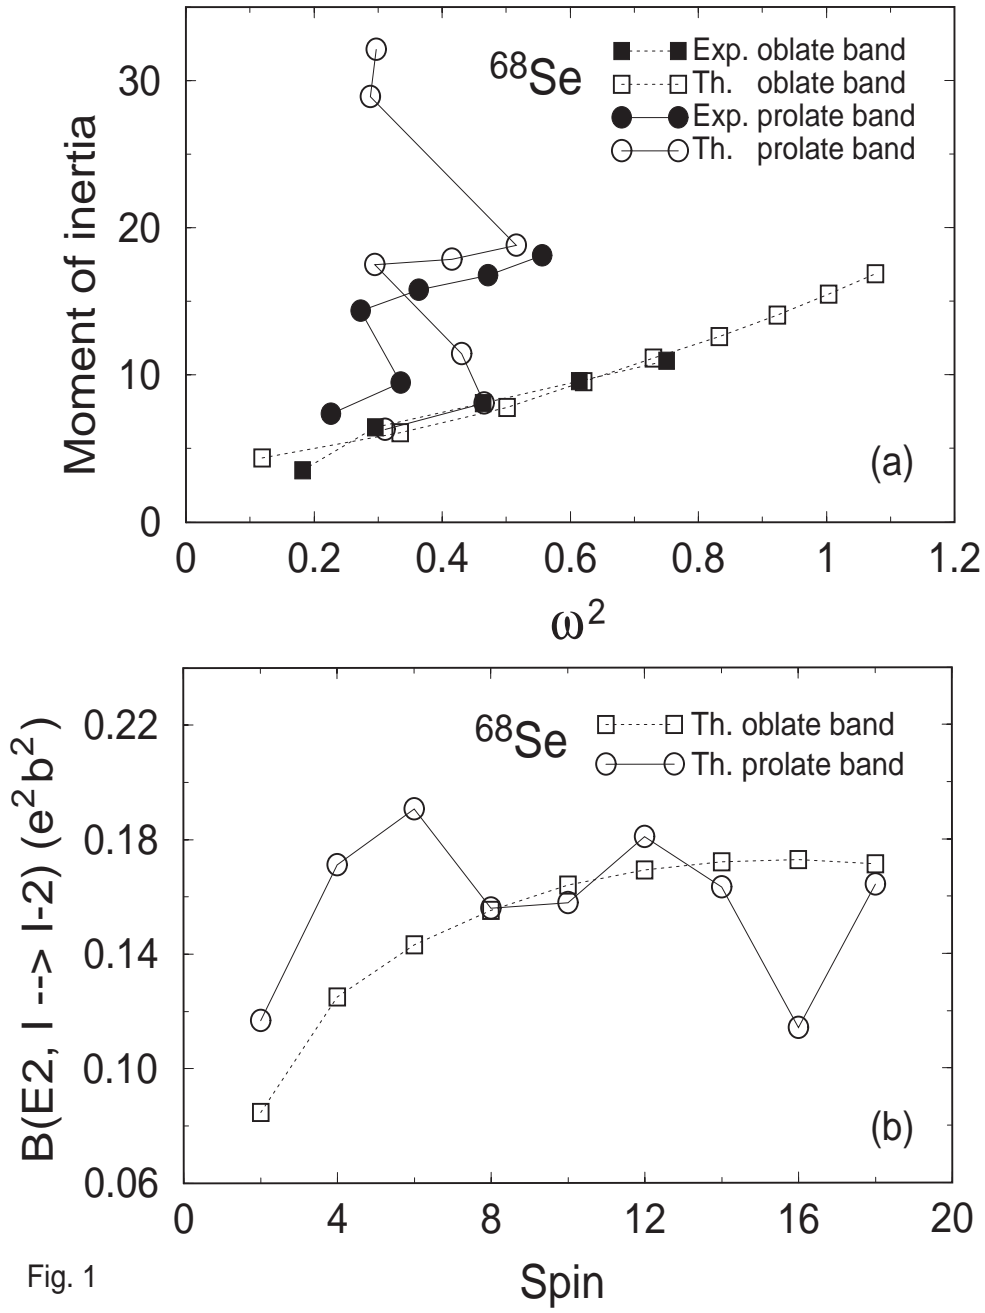 Moment of inertia
30
20
10
0
68Se
Exp. oblate band
Th. oblate band
Exp. prolate band
Th. prolate band
(a)
0 0.2 0.4 0.6 0.8 1 1.2
ω2
B(E2, I --> I-2) (e2b2)
0.22
0.18
0.14
0.10
0.06
68Se
Th. oblate band
Th. prolate band
(b)
0 4 8 12 16 20
Spin
Fig. 1